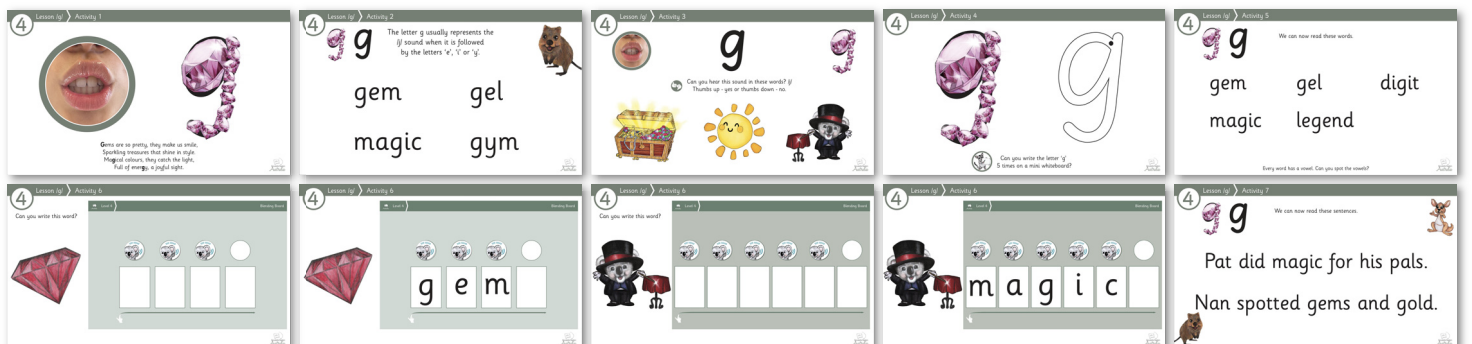 4 Lesson /g/ Activity 1
Gems are so pretty, they make us smile,
Sparkling treasures that shine in style.
Magical colours, they catch the light,
Full of energy, a joyful sight.
4 Lesson /g/ Activity 2
g
The letter g usually represents the
/j/ sound when it is followed
by the letters 'e', 'i' or 'y'.
gem gel
magic gym
4 Lesson /g/ Activity 3
g
Can you hear this sound in these words? /j/
Thumbs up - yes or thumbs down - no.
4 Lesson /g/ Activity 4
g
Can you write the letter 'g'
5 times on a mini whiteboard?
4 Lesson /g/ Activity 5
g
We can now read these words.
gem gel digit
magic legend
Every word has a vowel. Can you spot the vowels?
4 Lesson /g/ Activity 6
Can you write this word?
Blending Board
4 Lesson /g/ Activity 6
Blending Board
g e m
4 Lesson /g/ Activity 6
Can you write this word?
Blending Board
4 Lesson /g/ Activity 6
Blending Board
m a g i c
4 Lesson /g/ Activity 7
g
We can now read these sentences.
Pat did magic for his pals.
Nan spotted gems and gold.